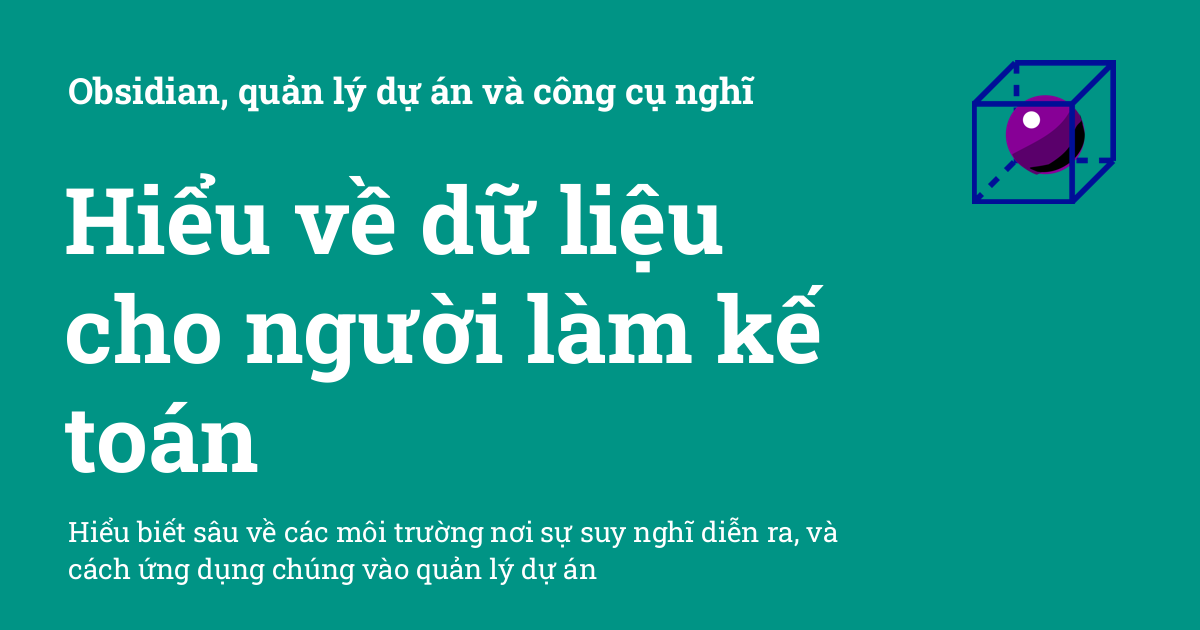 Obsidian, quản lý dự án và công cụ nghĩ
Hiểu về dữ liệu
cho người làm kế
toán
Hiểu biết sâu về các môi trường nơi sự suy nghĩ diễn ra, và
cách ứng dụng chúng vào quản lý dự án